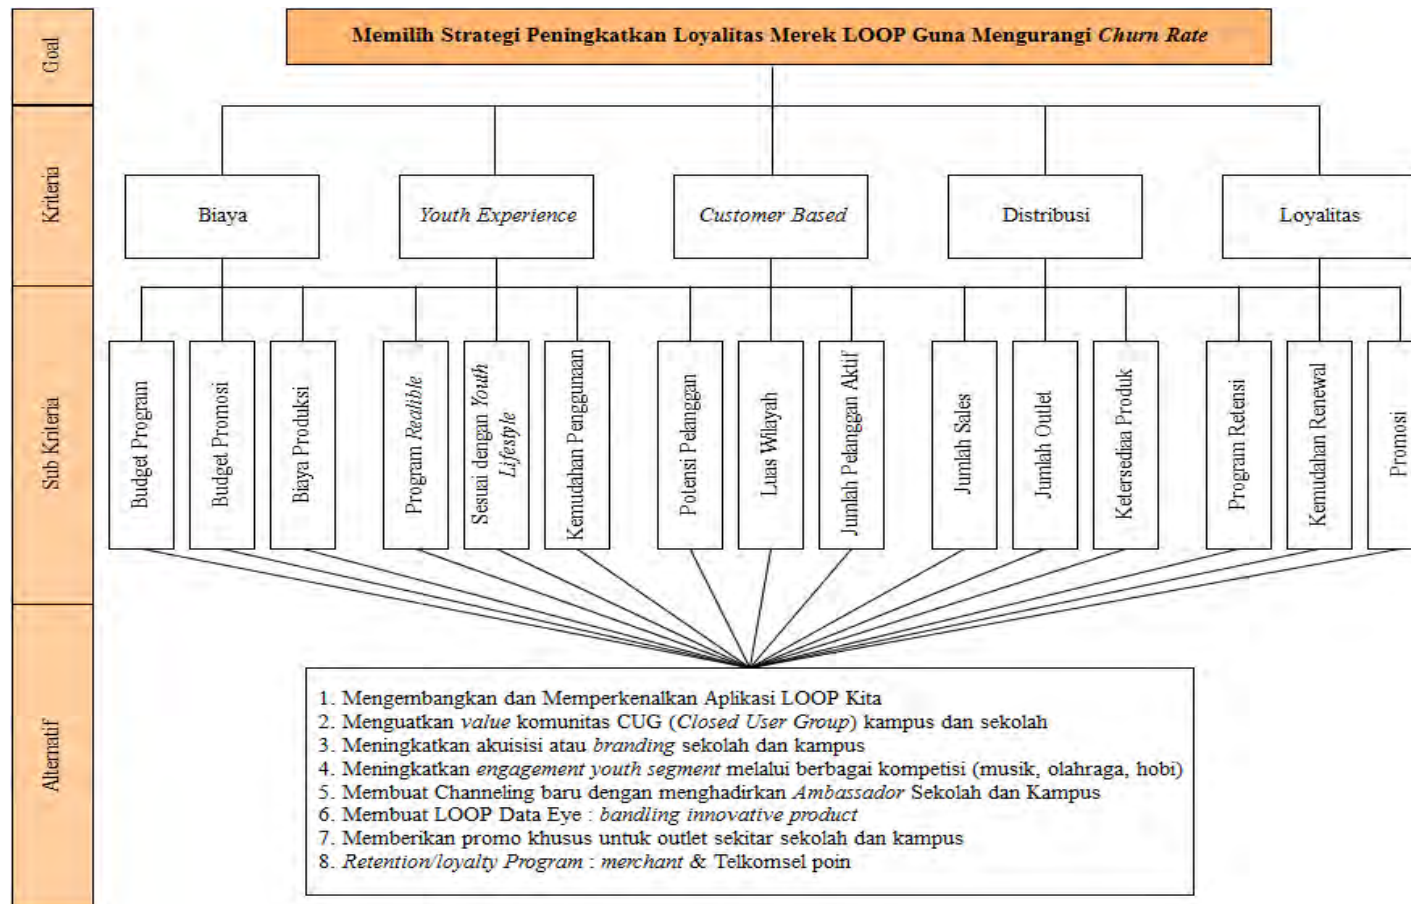 Goal
Memilih Strategi Peningkatkan Loyalitas Merek LOOP Guna Mengurangi Churn Rate
Kriteria
Biaya
Youth Experience
Customer Based
Distribusi
Loyalitas
Sub Kriteria
Budget Program
Budget Promosi
Biaya Produksi
Program Realible
Sesuai dengan Youth
Lifestyle
Kemudahan Penggunaan
Potensi Pelanggan
Luas Wilayah
Jumlah Pelanggan Aktif
Jumlah Sales
Jumlah Outlet
Ketersediaa Produk
Program Retensi
Kemudahan Renewal
Promosi
Alternatif
1. Mengembangkan dan Memperkenalkan Aplikasi LOOP Kita
2. Menguatkan value komunitas CUG (Closed User Group) kampus dan sekolah
3. Meningkatkan akuisisi atau branding sekolah dan kampus
4. Meningkatkan engagement youth segment melalui berbagai kompetisi (musik, olahraga, hobi)
5. Membuat Channeling baru dengan menghadirkan Ambassador Sekolah dan Kampus
6. Membuat LOOP Data Eye : bandling innovative product
7. Memberikan promo khusus untuk outlet sekitar sekolah dan kampus
8. Retention/loyalty Program : merchant & Telkomsel poin